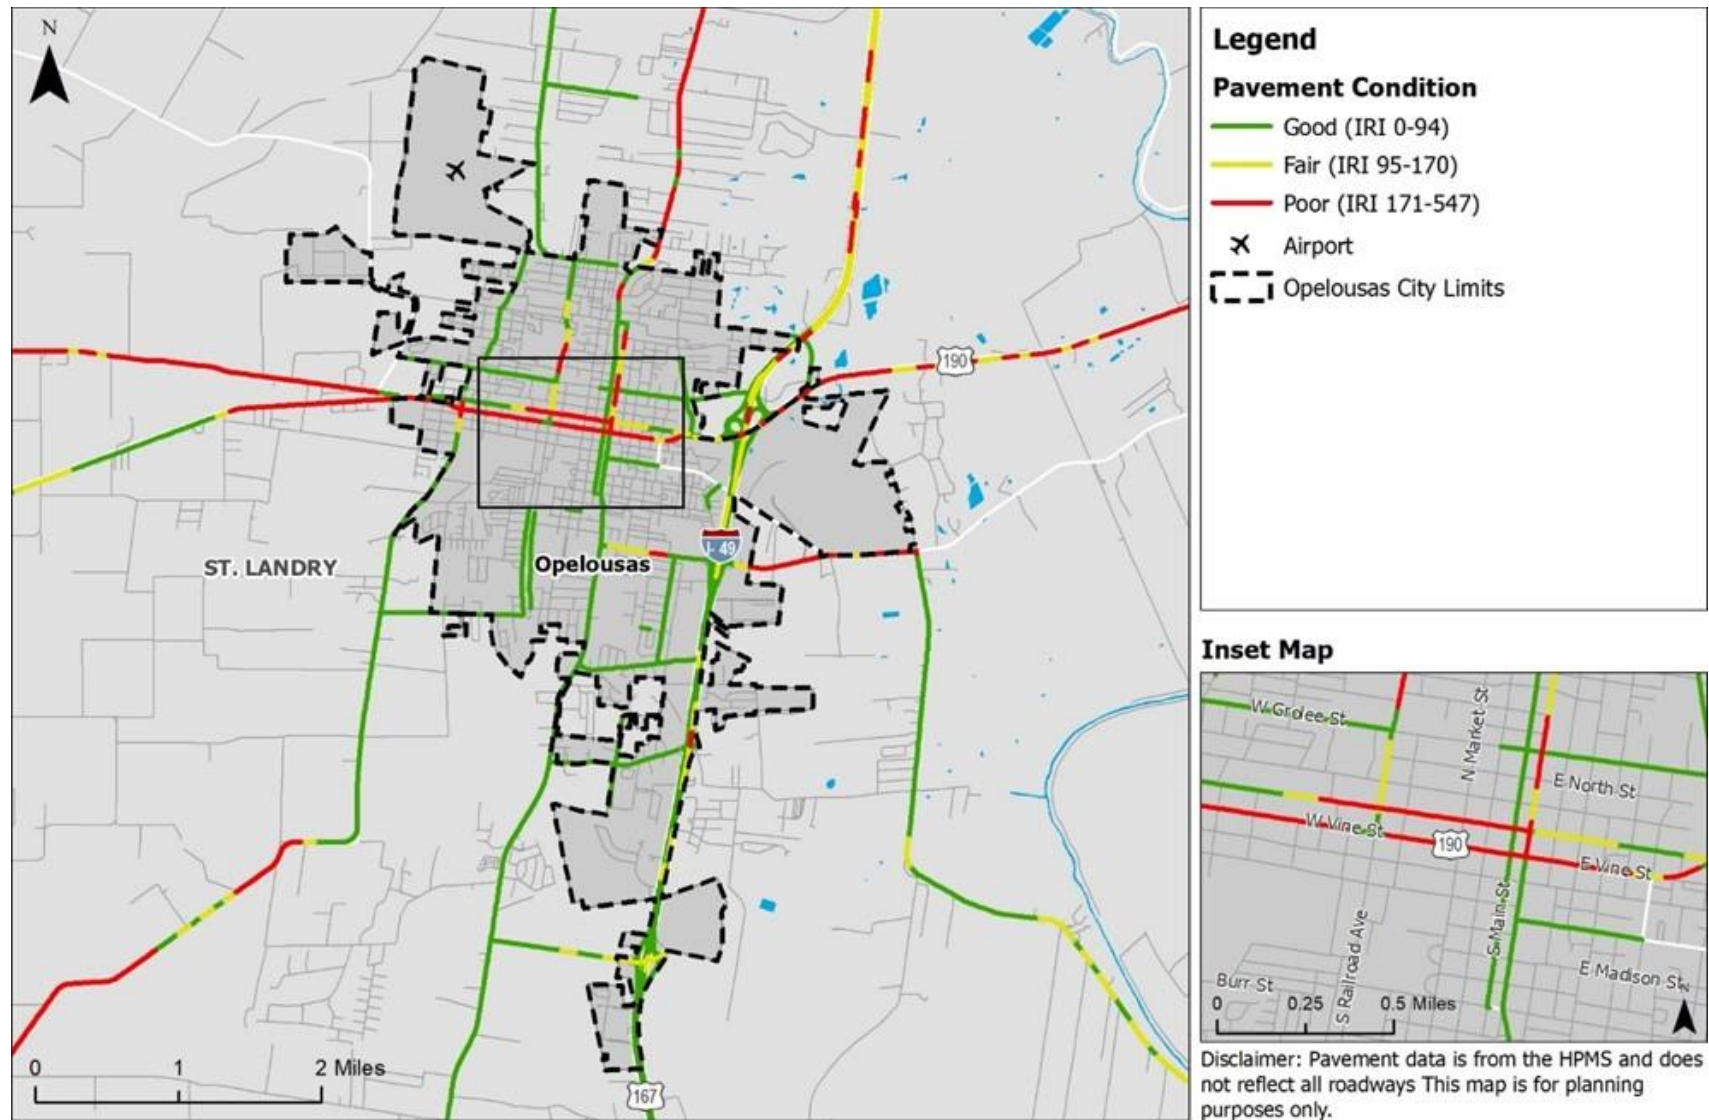 N
190
ST. LANDRY
Opelousas
I-49
0 1 2 Miles
167
Legend
Pavement Condition
Good (IRI 0-94)
Fair (IRI 95-170)
Poor (IRI 171-547)
Airport
Opelousas City Limits
Inset Map
W Grolee St
N Market St
E North St
W Vine St
190
E Vine St
S Main St
S Railroad Ave
E Madison St
Burr St
N
0 0.25 0.5 Miles
Disclaimer: Pavement data is from the HPMS and does
not reflect all roadways This map is for planning
purposes only.